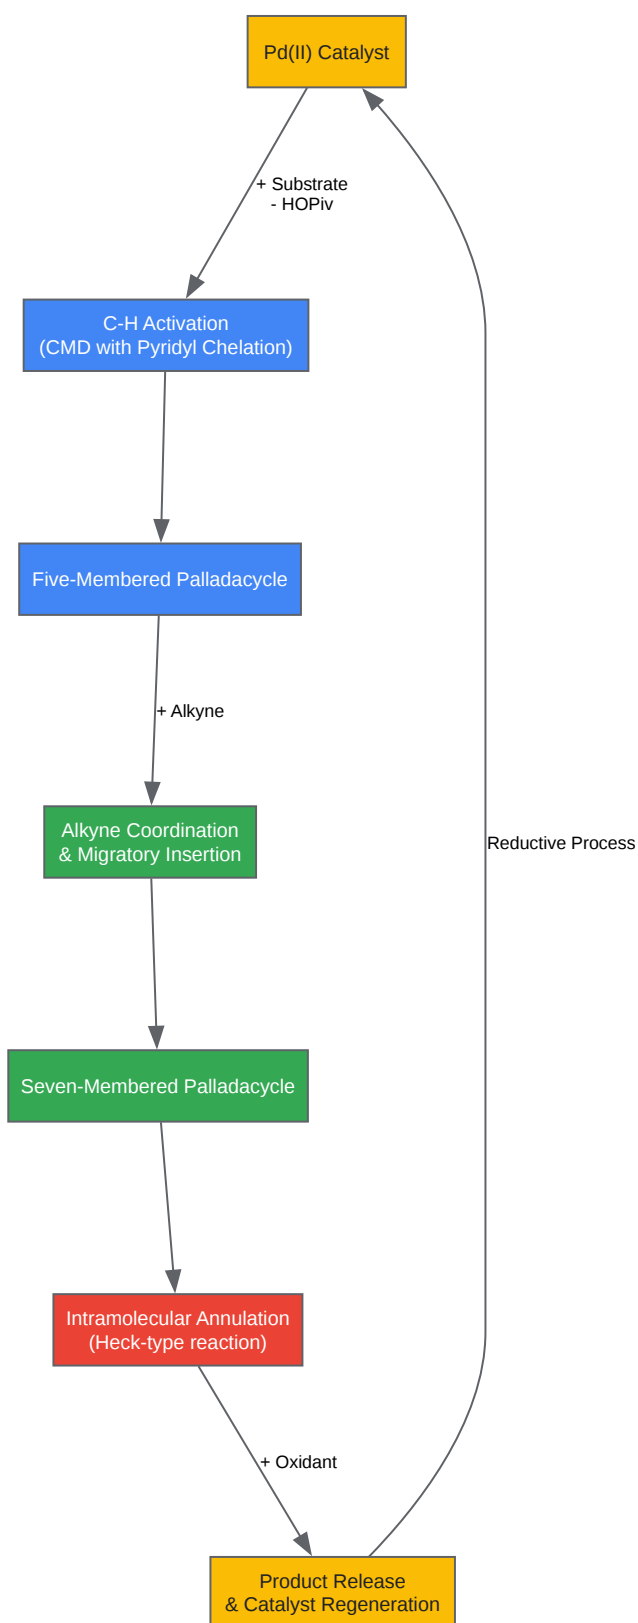 Pd(II) Catalyst
+ Substrate
- HOPiv
C-H Activation
(CMD with Pyridyl Chelation)
Five-Membered Palladacycle
+ Alkyne
Alkyne Coordination
& Migratory Insertion
Reductive Process
Seven-Membered Palladacycle
Intramolecular Annulation
(Heck-type reaction)
+ Oxidant
Product Release
& Catalyst Regeneration